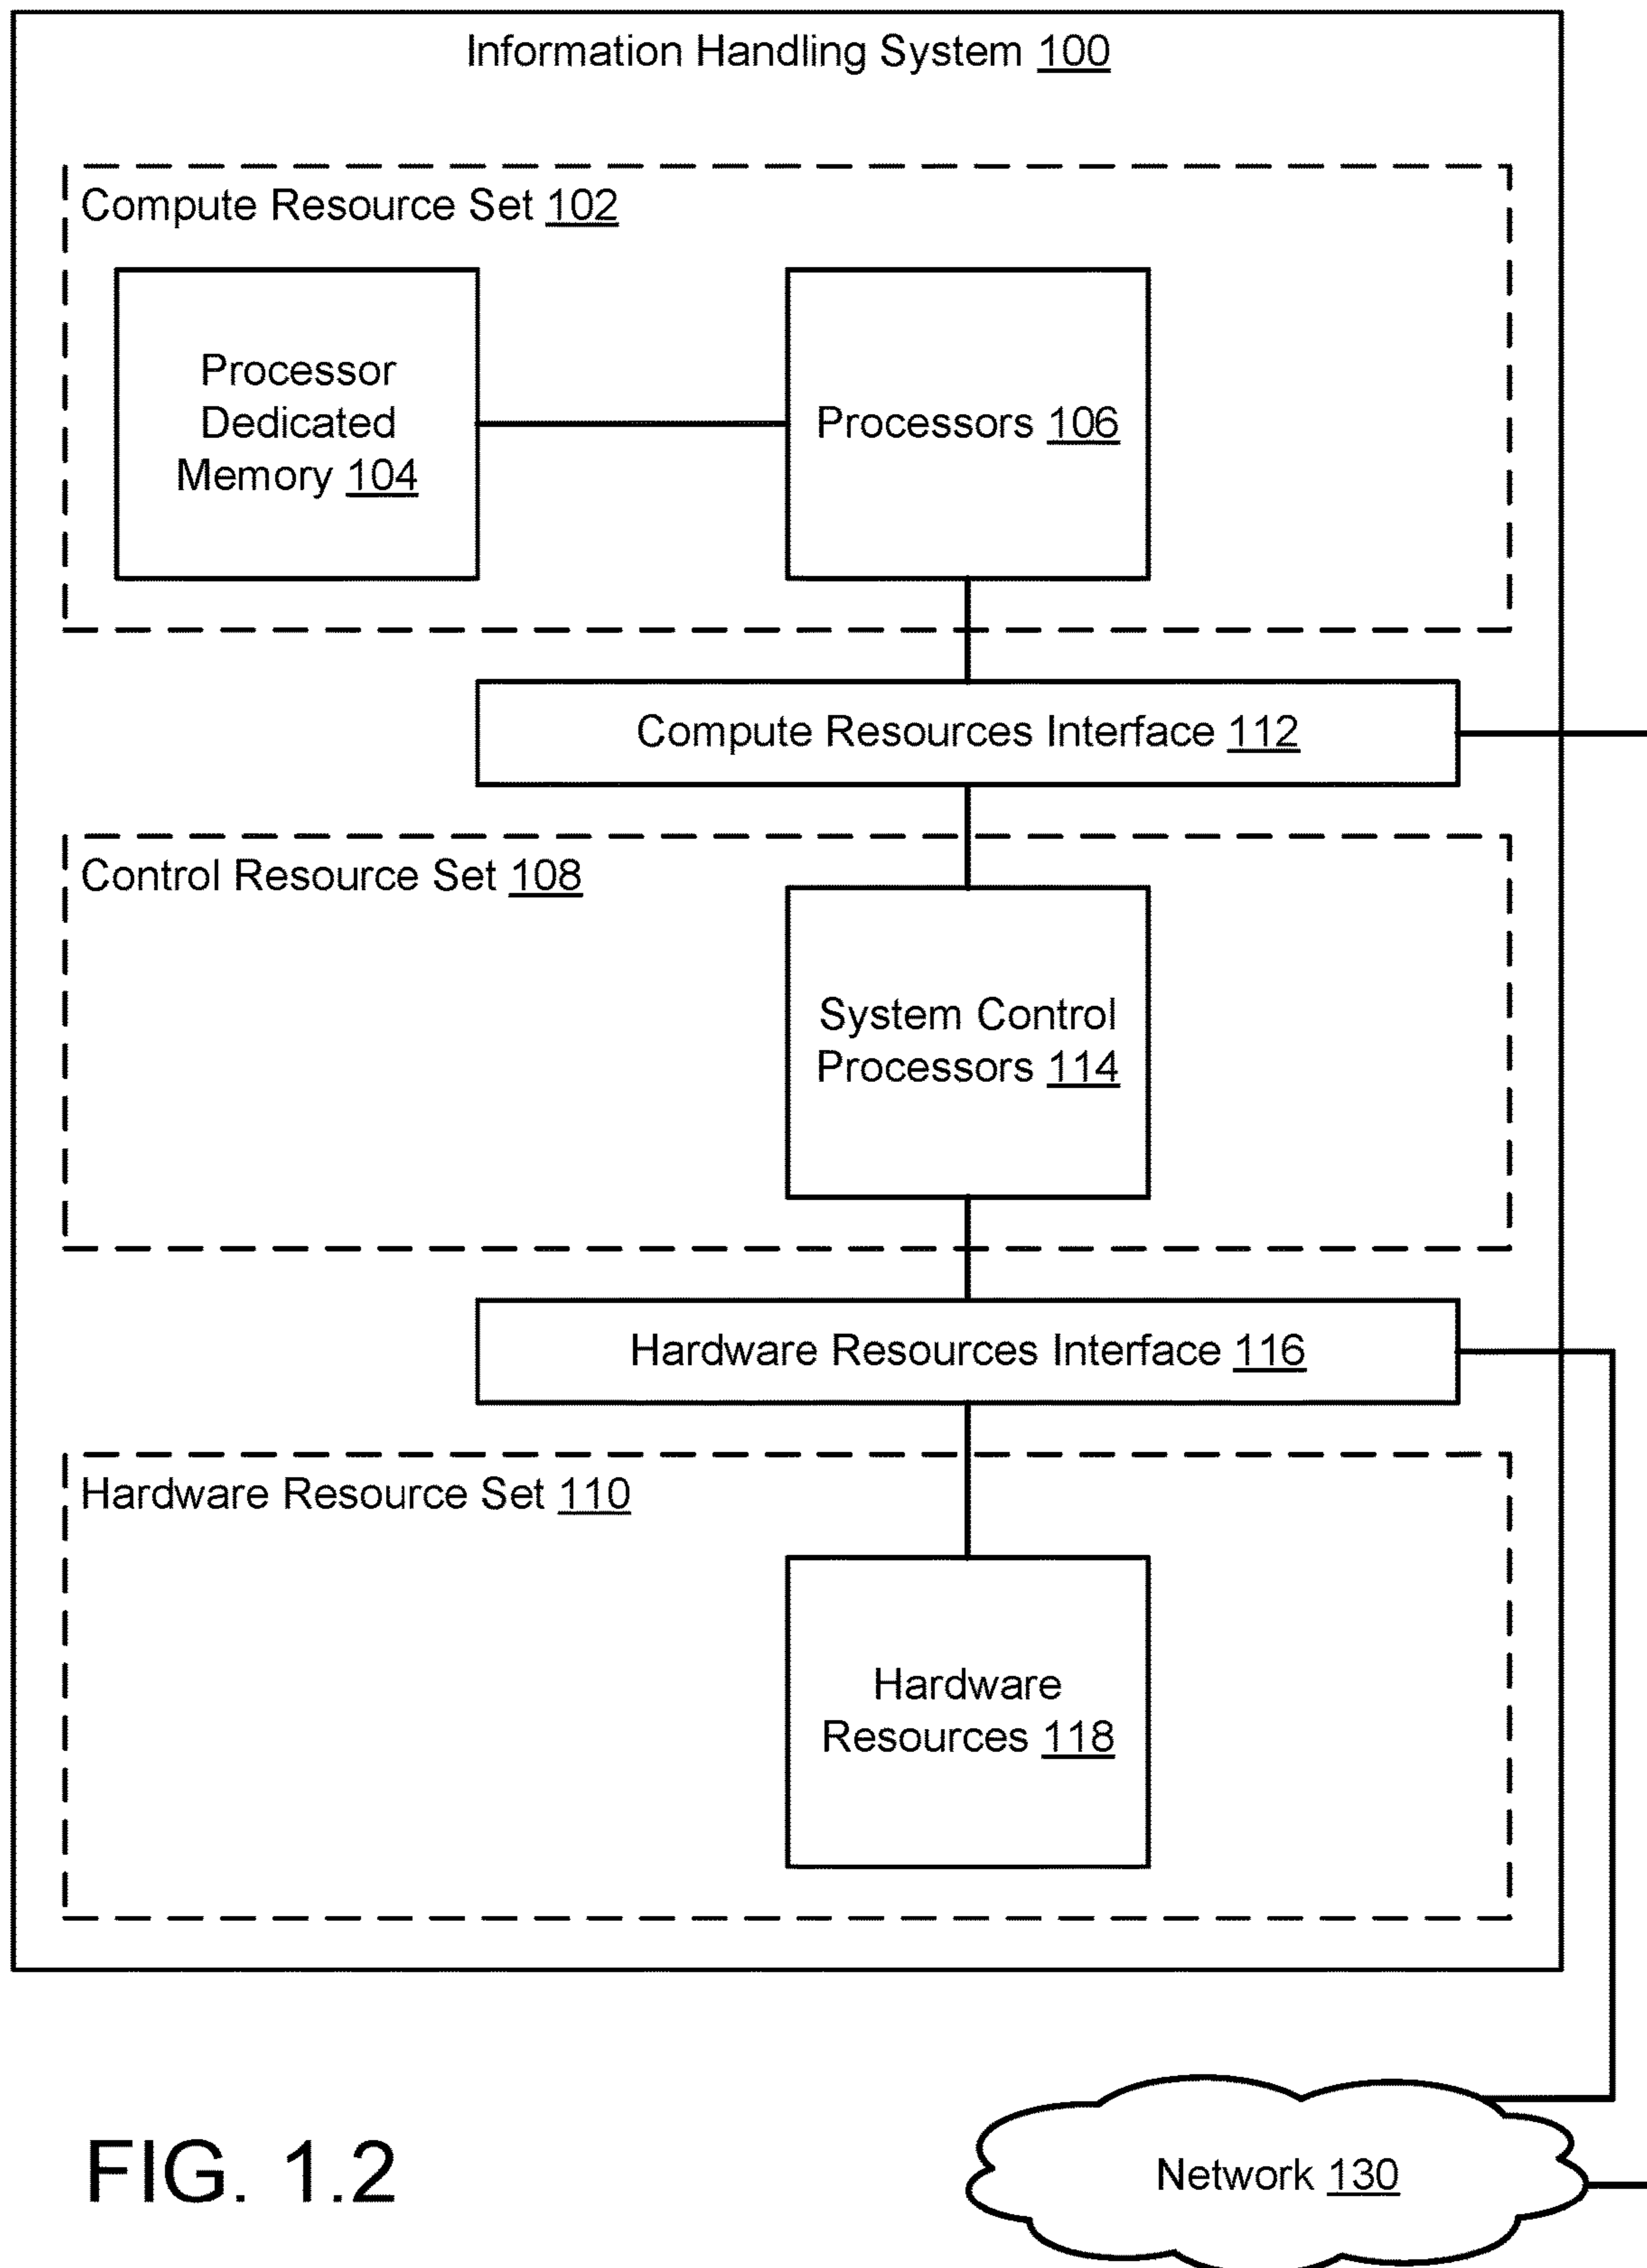 Information Handling System 100
Compute Resource Set 102
Processor
Dedicated
Memory 104
Processors 106
Compute Resources Interface 112
Control Resource Set 108
System Control
Processors 114
Hardware Resources Interface 116
Hardware Resource Set 110
Hardware
Resources 118
FIG. 1.2
Network 130